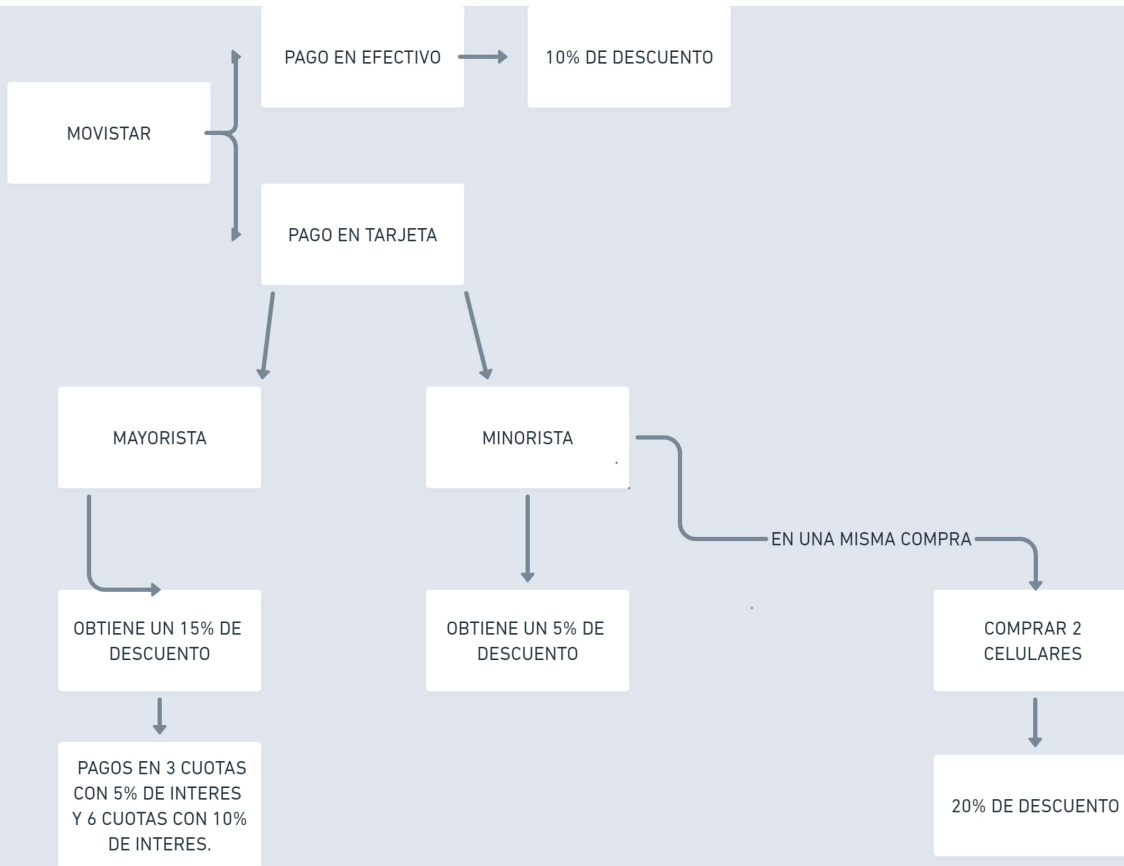 PAGO EN EFECTIVO
10% DE DESCUENTO
MOVISTAR
PAGO EN TARJETA
MAYORISTA
MINORISTA
EN UNA MISMA COMPRA
OBTIENE UN 15% DE
DESCUENTO
OBTIENE UN 5% DE
DESCUENTO
COMPRAR 2
CELULARES
PAGOS EN 3 CUOTAS
CON 5% DE INTERES
Y 6 CUOTAS CON 10%
DE INTERES.
20% DE DESCUENTO